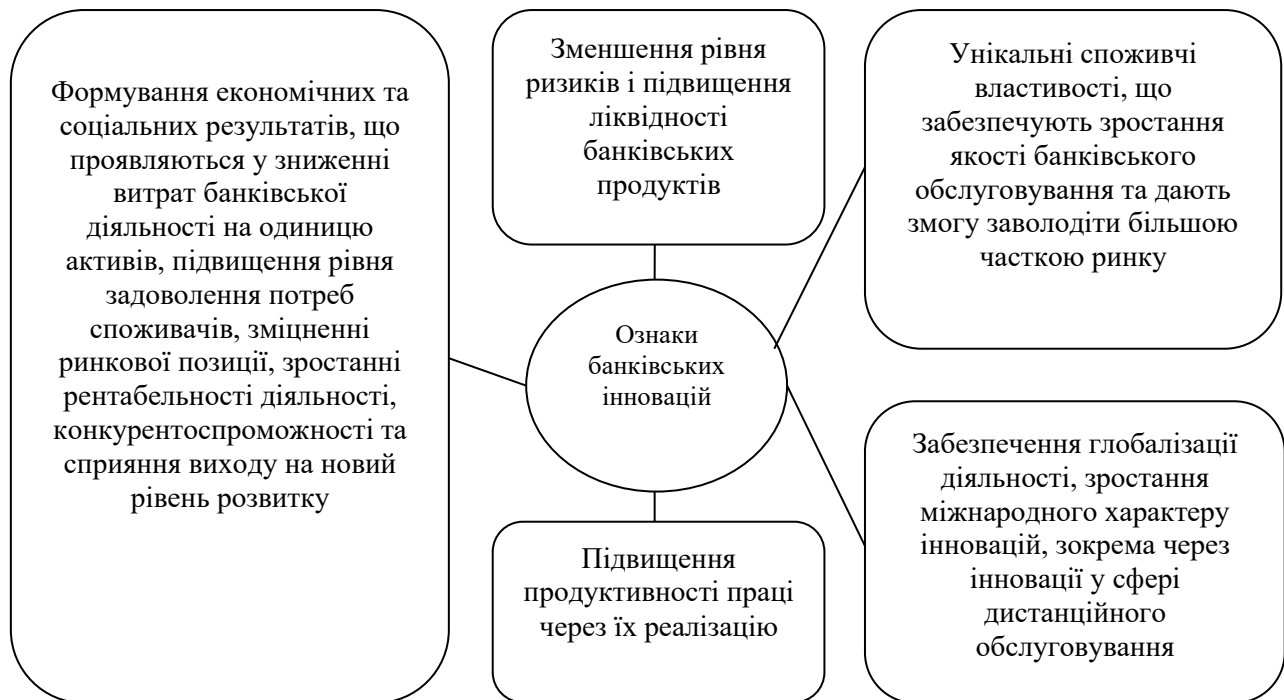 Формування економічних та
соціальних результатів, що
проявляються у зниженні
витрат банківської
діяльності на одиницю
активів, підвищення рівня
задоволення потреб
споживачів, зміцненні
ринкової позиції, зростанні
рентабельності діяльності,
конкурентоспроможності та
сприяння виходу на новий
рівень розвитку
Зменшення рівня
ризиків і підвищення
ліквідності
банківських
продуктів
Ознаки
банківських
інновацій
Підвищення
продуктивності праці
через їх реалізацію
Унікальні споживчі
властивості, що
забезпечують зростання
якості банківського
обслуговування та дають
змогу заволодіти більшою
часткою ринку
Забезпечення глобалізації
діяльності, зростання
міжнародного характеру
інновацій, зокрема через
інновації у сфері
дистанційного
обслуговування